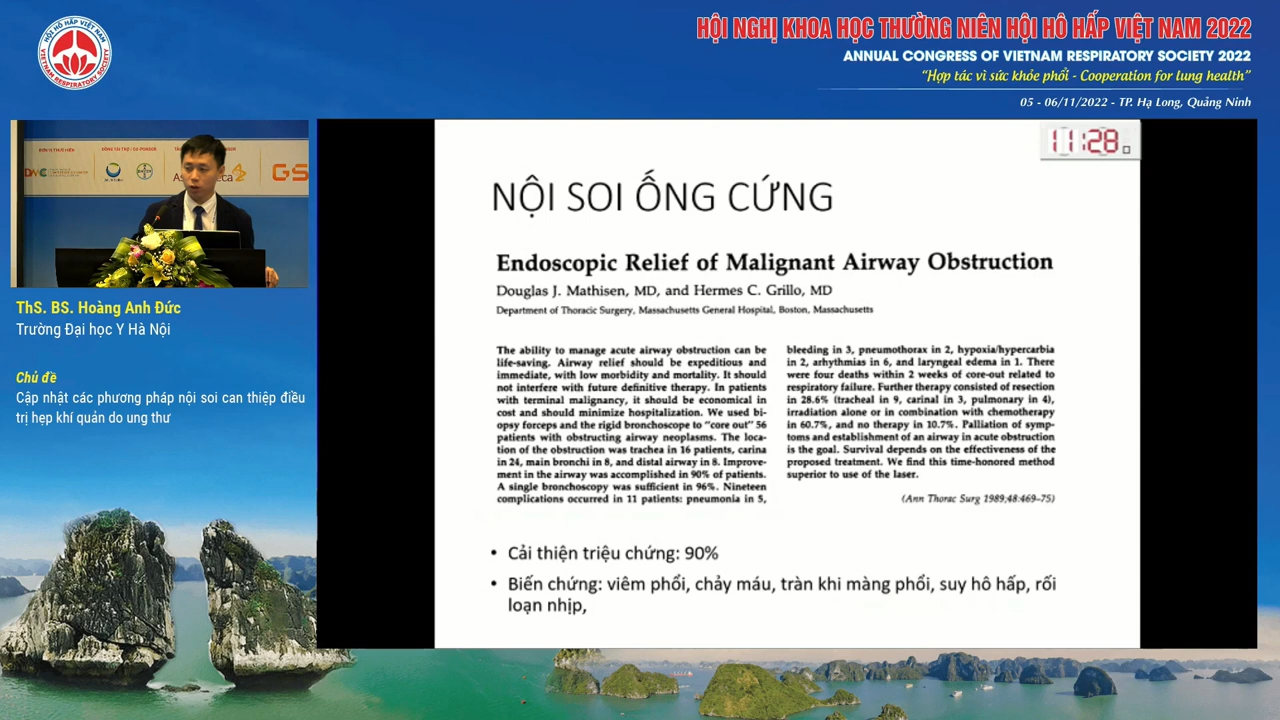 HỘI HÔ HẤP VIỆT NAM
VIETNAM RESPIRATORY SOCIETY
HỘI NGHỊ KHOA HỌC THƯỜNG NIÊN HỘI HÔ HẤP VIỆT NAM 2022
ANNUAL CONGRESS OF VIETNAM RESPIRATORY SOCIETY 2022
“Hợp tác vì sức khỏe phổi - Cooperation for lung health”
05 - 06/11/2022 - TP. Hạ Long, Quảng Ninh
ThS. BS. Hoàng Anh Đức
Trường Đại học Y Hà Nội
Chủ đề
Cập nhật các phương pháp nội soi can thiệp điều
trị hẹp khí quản do ung thư
11:28
NỘI SOI ỐNG CỨNG
Endoscopic Relief of Malignant Airway Obstruction
Douglas J. Mathisen, MD, and Hermes C. Grillo, MD
Department of Thoracic Surgery, Massachusetts General Hospital, Boston, Massachusetts
The ability to manage acute airway obstruction can be
life-saving. Airway relief should be expeditious and
immediate, with low morbidity and mortality. It should
not interfere with future definitive therapy. In patients
with terminal malignancy, it should be economical in
cost and should minimize hospitalization. We used bi-
opsy forceps and the rigid bronchoscope to “core out” 56
patients with obstructing airway neoplasms. The loca-
tion of the obstruction was trachea in 16 patients, carina
in 24, main bronchi in 8, and distal airway in 8. Improve-
ment in the airway was accomplished in 90% of patients.
A single bronchoscopy was sufficient in 96%. Nineteen
complications occurred in 11 patients: pneumonia in 5,
bleeding in 3, pneumothorax in 2, hypoxia/hypercarbia
in 2, arhythmias in 6, and laryngeal edema in 1. There
were four deaths within 2 weeks of core-out related to
respiratory failure. Further therapy consisted of resection
in 28.6% (tracheal in 9, carinal in 3, pulmonary in 4),
irradiation alone or in combination with chemotherapy
in 60.7%, and no therapy in 10.7%. Palliation of symp-
toms and establishment of an airway in acute obstruction
is the goal. Survival depends on the effectiveness of the
proposed treatment. We find this time-honored method
superior to use of the laser.
(Ann Thorac Surg 1989;48:469–75)
• Cải thiện triệu chứng: 90%
• Biến chứng: viêm phổi, chảy máu, tràn khi màng phổi, suy hô hấp, rối
loạn nhịp,